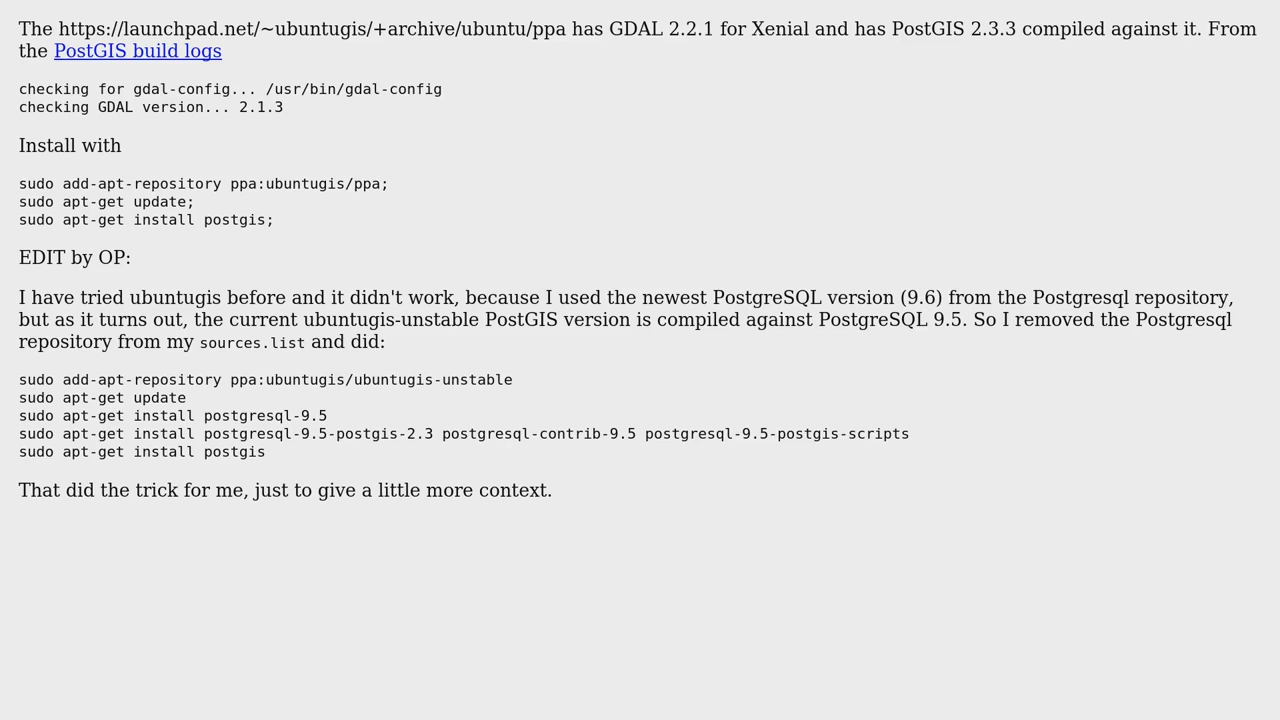 The https://launchpad.net/~ubuntugis/+archive/ubuntu/ppa has GDAL 2.2.1 for Xenial and has PostGIS 2.3.3 compiled against it. From
the PostGIS build logs
checking for gdal-config... /usr/bin/gdal-config
checking GDAL version... 2.1.3
Install with
sudo add-apt-repository ppa:ubuntugis/ppa;
sudo apt-get update;
sudo apt-get install postgis;
EDIT by OP:
I have tried ubuntugis before and it didn't work, because I used the newest PostgreSQL version (9.6) from the Postgresql repository,
but as it turns out, the current ubuntugis-unstable PostGIS version is compiled against PostgreSQL 9.5. So I removed the Postgresql
repository from my sources.list and did:
sudo add-apt-repository ppa:ubuntugis/ubuntugis-unstable
sudo apt-get update
sudo apt-get install postgresql-9.5
sudo apt-get install postgresql-9.5-postgis-2.3 postgresql-contrib-9.5 postgresql-9.5-postgis-scripts
sudo apt-get install postgis
That did the trick for me, just to give a little more context.